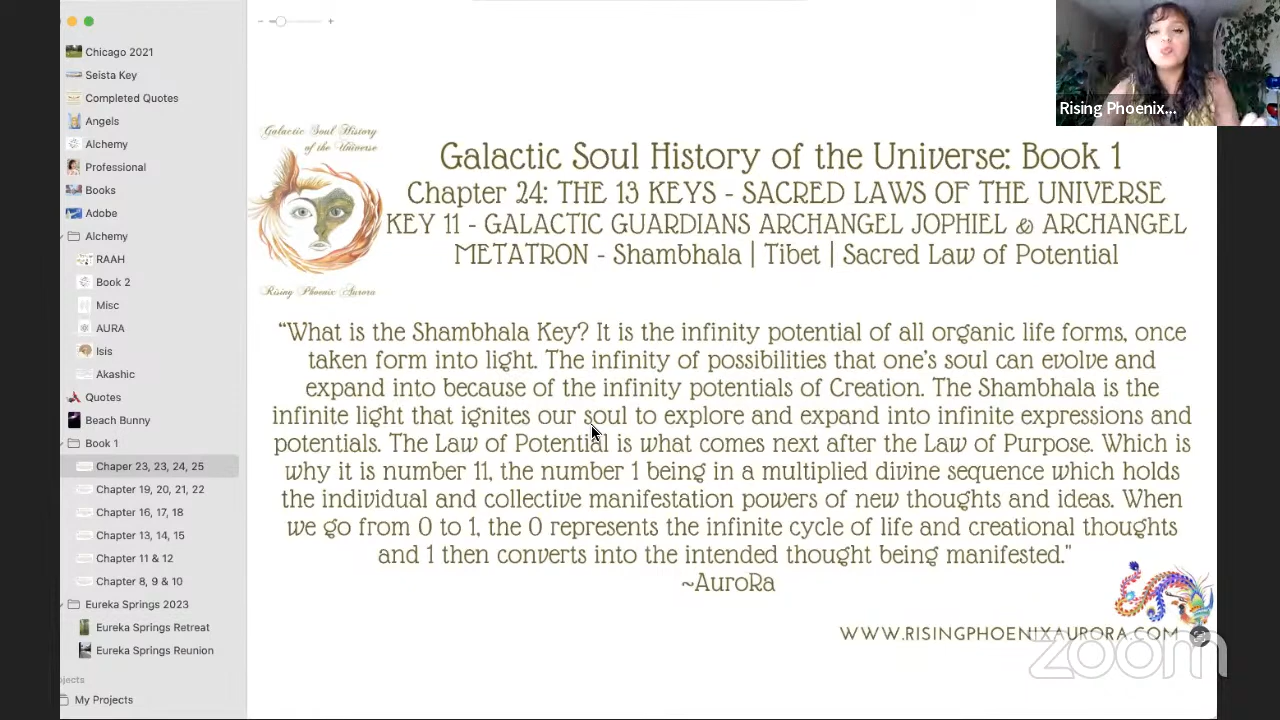 Chicago 2021
Seista Key
Completed Quotes
Angels
Alchemy
Professional
Books
Adobe
Alchemy
RAAH
Book 2
Misc
AURA
Isis
Akashic
Quotes
Beach Bunny
Book 1
Chaper 23, 23, 24, 25
Chapter 19, 20, 21, 22
Chapter 16, 17, 18
Chapter 13, 14, 15
Chapter 11 & 12
Chapter 8, 9 & 10
Eureka Springs 2023
Eureka Springs Retreat
Eureka Springs Reunion
ojects
My Projects
Galactic Soul History
of the Universe
Rising Phoenix Aurora
Galactic Soul History of the Universe: Book 1
Chapter 24: THE 13 KEYS - SACRED LAWS OF THE UNIVERSE
KEY 11 - GALACTIC GUARDIANS ARCHANGEL JOPHIEL & ARCHANGEL
METATRON - Shambhala | Tibet | Sacred Law of Potential
“What is the Shambhala Key? It is the infinity potential of all organic life forms, once
taken form into light. The infinity of possibilities that one's soul can evolve and
expand into because of the infinity potentials of Creation. The Shambhala is the
infinite light that ignites our soul to explore and expand into infinite expressions and
potentials. The Law of Potential is what comes next after the Law of Purpose. Which is
why it is number 11, the number 1 being in a multiplied divine sequence which holds
the individual and collective manifestation powers of new thoughts and ideas. When
we go from 0 to 1, the 0 represents the infinite cycle of life and creational thoughts
and 1 then converts into the intended thought being manifested."
~AuroRa
WWW.RISINGPHOENIXAURORA.COM
zoom
Rising Phoenix...